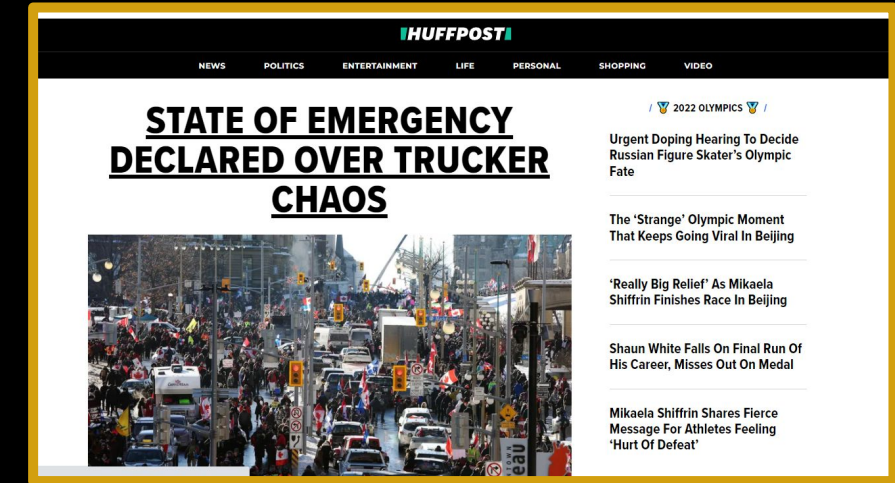 HUFFPOST
NEWS POLITICS ENTERTAINMENT LIFE PERSONAL SHOPPING VIDEO
STATE OF EMERGENCY
DECLARED OVER TRUCKER
CHAOS
/ 2022 OLYMPICS /
Urgent Doping Hearing To Decide
Russian Figure Skater's Olympic
Fate
The ‘Strange’ Olympic Moment
That Keeps Going Viral In Beijing
‘Really Big Relief’ As Mikaela
Shiffrin Finishes Race In Beijing
Shaun White Falls On Final Run Of
His Career, Misses Out On Medal
Mikaela Shiffrin Shares Fierce
Message For Athletes Feeling
‘Hurt Of Defeat’